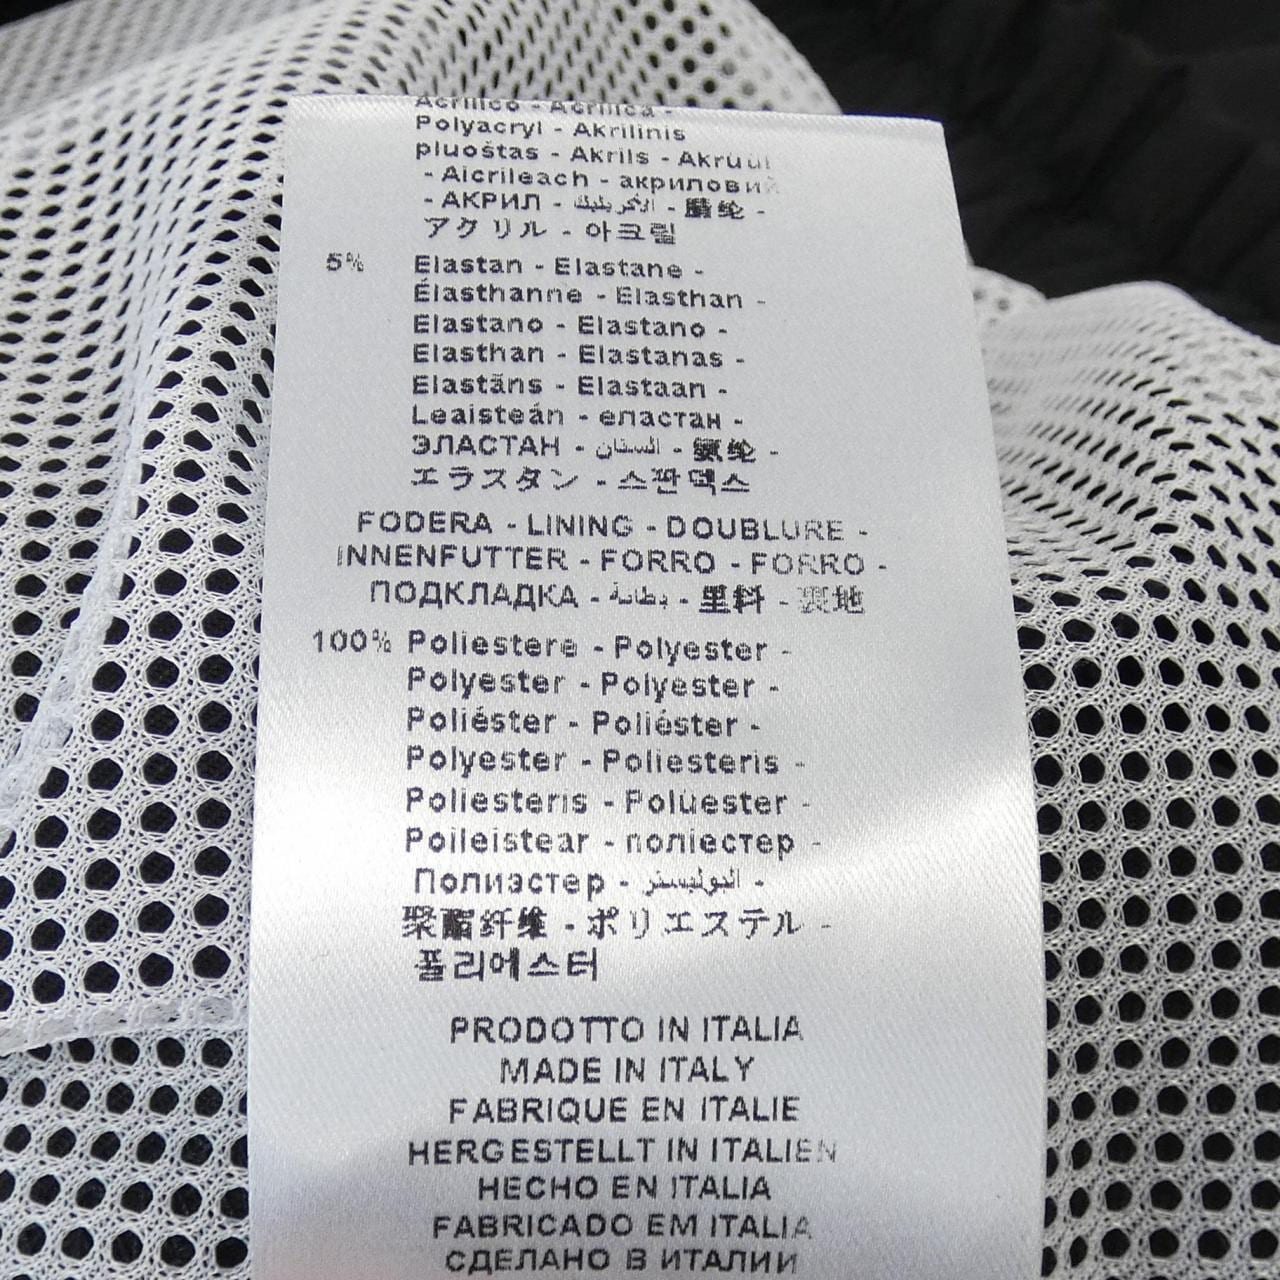 Acrilico - Acrílica -
Polyacryl - Akrilinis
pluoštas - Akrils - Akrüül
- Aicrileach - акриловий
- АКРИЛ - الأكريليك - 腈纶 -
アクリル - 아크릴
5% Elastan - Elastane -
Élasthanne - Elasthan -
Elastano - Elastano -
Elasthan - Elastanas -
Elastāns - Elastaan -
Leaisteán - еластан -
ЭЛАСТАН - الستان - 氨纶 -
エラスタン - 스판덱스
FODERA - LINING - DOUBLURE -
INNENFUTTER - FORRO - FORRO -
ПОДКЛАДКА - بطانة - 里料 - 裏地
100% Poliestere - Polyester -
Polyester - Polyester -
Poliéster - Poliéster -
Polyester - Poliesteris -
Poliesteris - Polüester -
Poileistear - поліестер -
Полиэстер - البوليستر -
聚酯纤维 - ポリエステル -
폴리에스터
PRODOTTO IN ITALIA
MADE IN ITALY
FABRIQUE EN ITALIE
HERGESTELLT IN ITALIEN
HECHO EN ITALIA
FABRICADO EM ITALIA
СДЕЛАНО В ИТАЛИИ